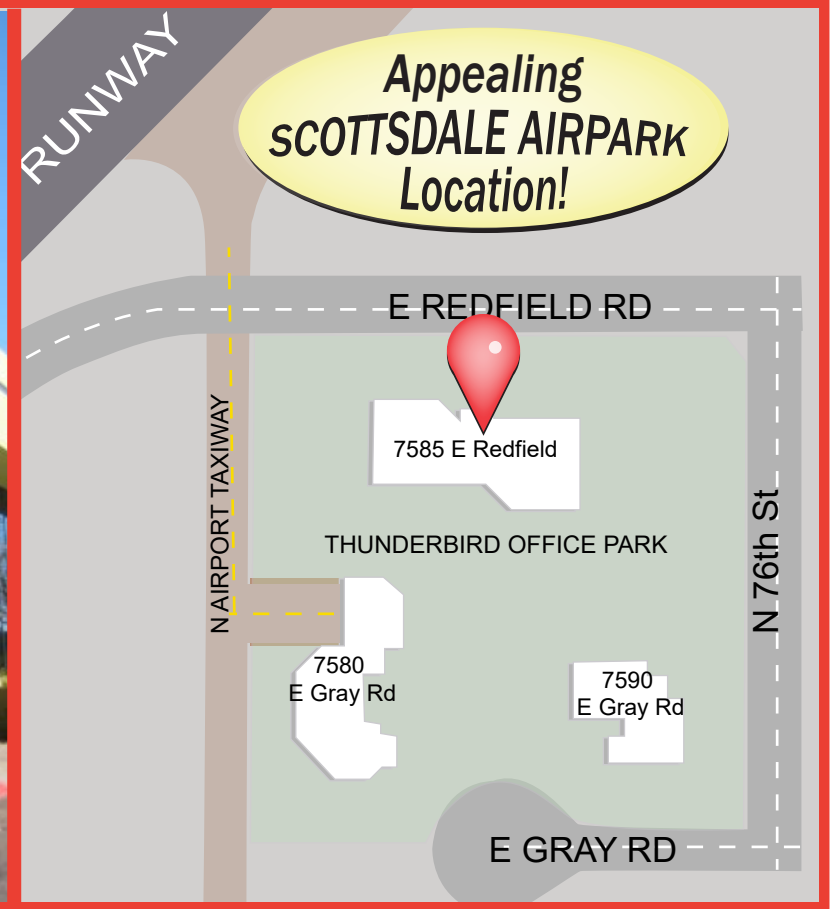 RUNWAY
Appealing
SCOTTSDALE AIRPARK
Location!
E REDFIELD RD
7585 E Redfield
N AIRPORT TAXIWAY
THUNDERBIRD OFFICE PARK
N 76th St
7580
E Gray Rd
7590
E Gray Rd
E GRAY RD